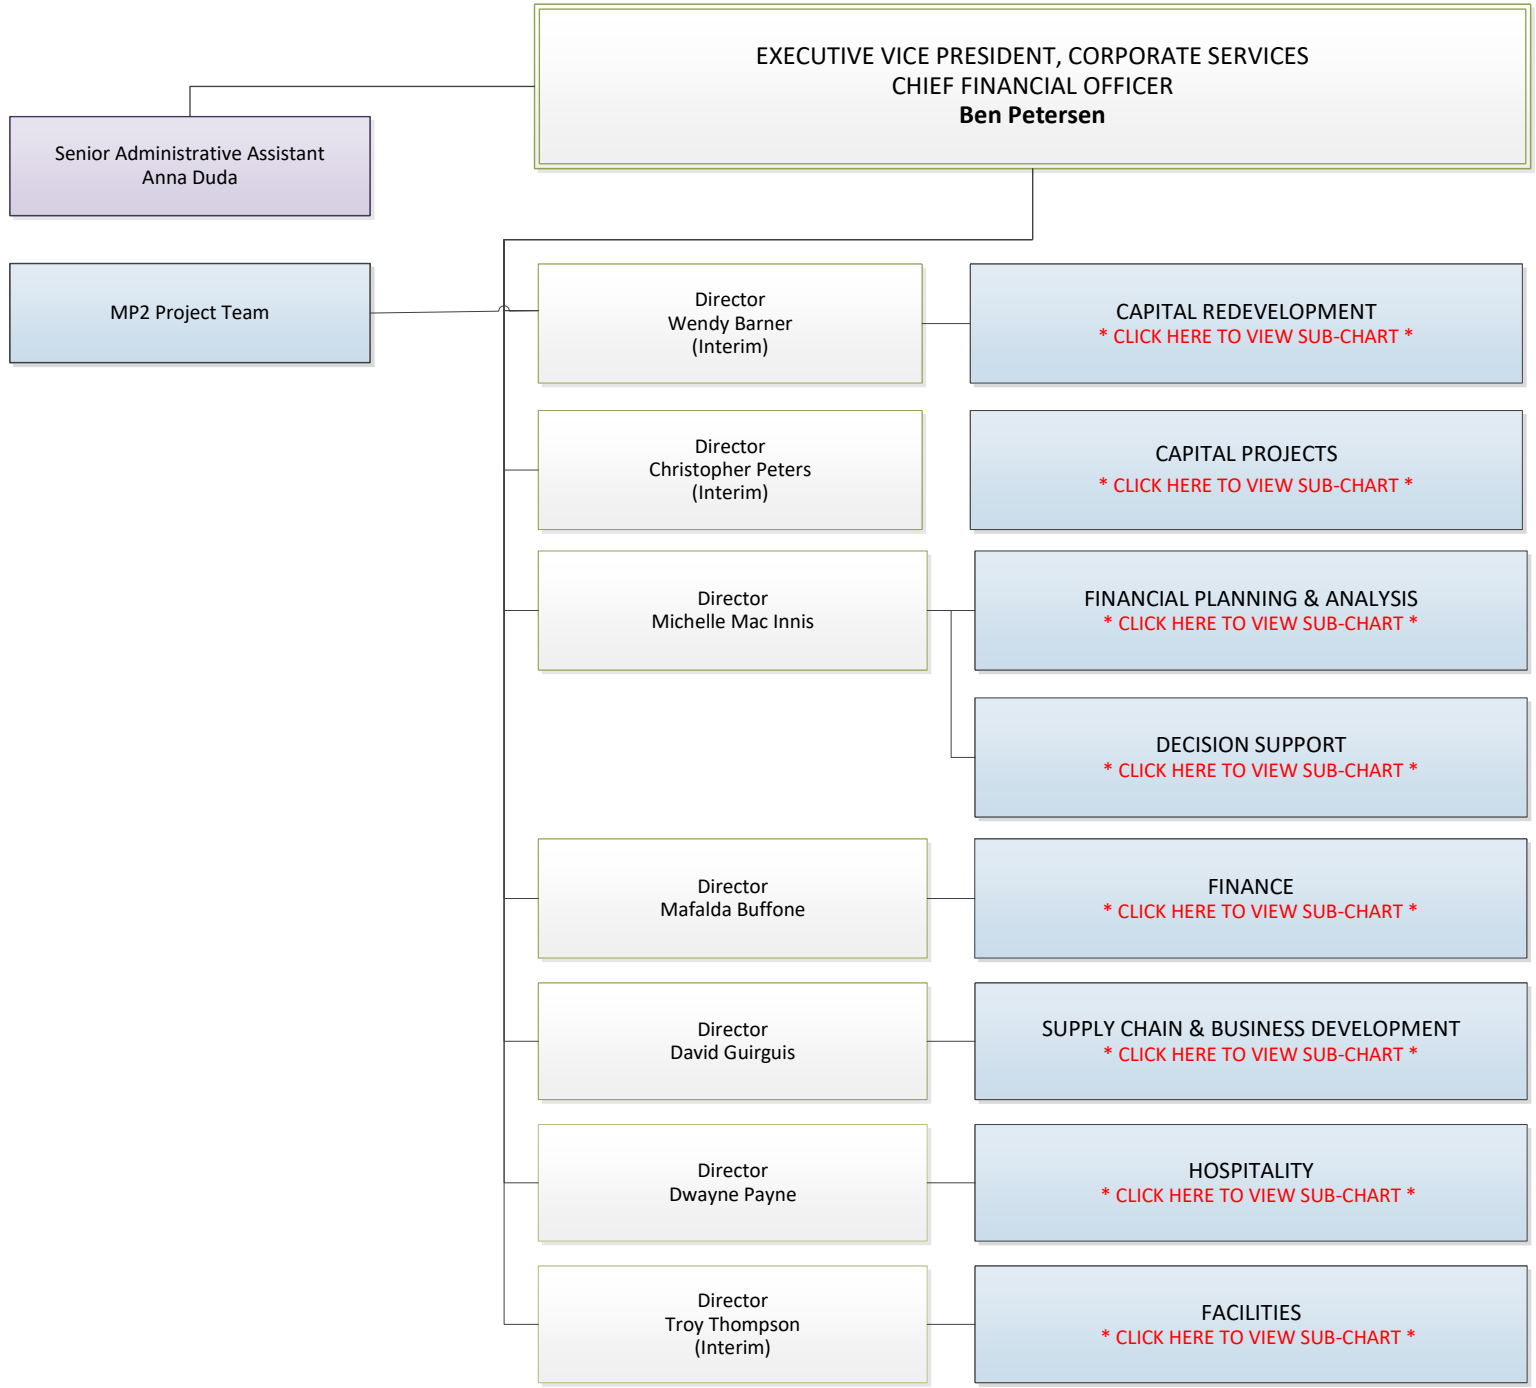 EXECUTIVE VICE PRESIDENT, CORPORATE SERVICES
CHIEF FINANCIAL OFFICER
Ben Petersen
Senior Administrative Assistant
Anna Duda
MP2 Project Team
Director
Wendy Barner
(Interim)
CAPITAL REDEVELOPMENT
* CLICK HERE TO VIEW SUB-CHART *
Director
Christopher Peters
(Interim)
CAPITAL PROJECTS
* CLICK HERE TO VIEW SUB-CHART *
Director
Michelle Mac Innis
FINANCIAL PLANNING & ANALYSIS
* CLICK HERE TO VIEW SUB-CHART *
DECISION SUPPORT
* CLICK HERE TO VIEW SUB-CHART *
Director
Mafalda Buffone
FINANCE
* CLICK HERE TO VIEW SUB-CHART *
Director
David Guirguis
SUPPLY CHAIN & BUSINESS DEVELOPMENT
* CLICK HERE TO VIEW SUB-CHART *
Director
Dwayne Payne
HOSPITALITY
* CLICK HERE TO VIEW SUB-CHART *
Director
Troy Thompson
(Interim)
FACILITIES
* CLICK HERE TO VIEW SUB-CHART *